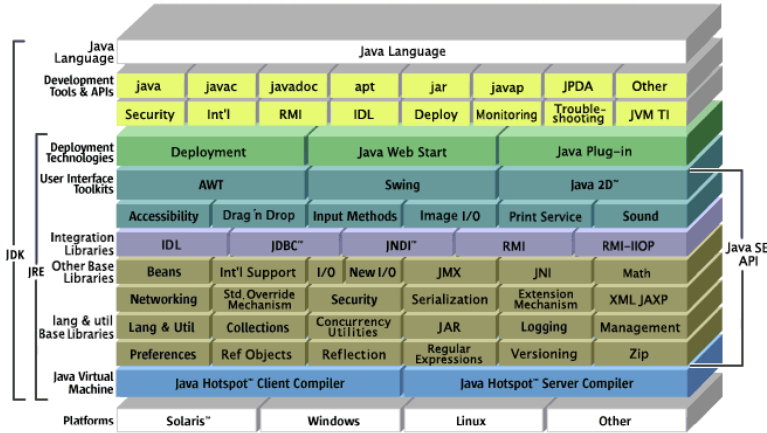 Java Language
Java Language
Development Tools & APIs
java javac javadoc apt jar javap JPDA Other
Security Int'l RMI IDL Deploy Monitoring Trouble-shooting JVM TI
Deployment Technologies
Deployment Java Web Start Java Plug-in
User Interface Toolkits
AWT Swing Java 2D™
Accessibility Drag 'n Drop Input Methods Image I/O Print Service Sound
Integration Libraries
IDL JDBC™ JNDI™ RMI RMI-IIOP
Other Base Libraries
Beans Int'l Support I/O New I/O JMX JNI Math
Networking Std. Override Mechanism Security Serialization Extension Mechanism XML JAXP
lang & util Base Libraries
Lang & Util Collections Concurrency Utilities JAR Logging Management
Preferences Ref Objects Reflection Regular Expressions Versioning Zip
Java Virtual Machine
Java Hotspot™ Client Compiler Java Hotspot™ Server Compiler
Platforms
Solaris™ Windows Linux Other
JDK
JRE
Java SE API